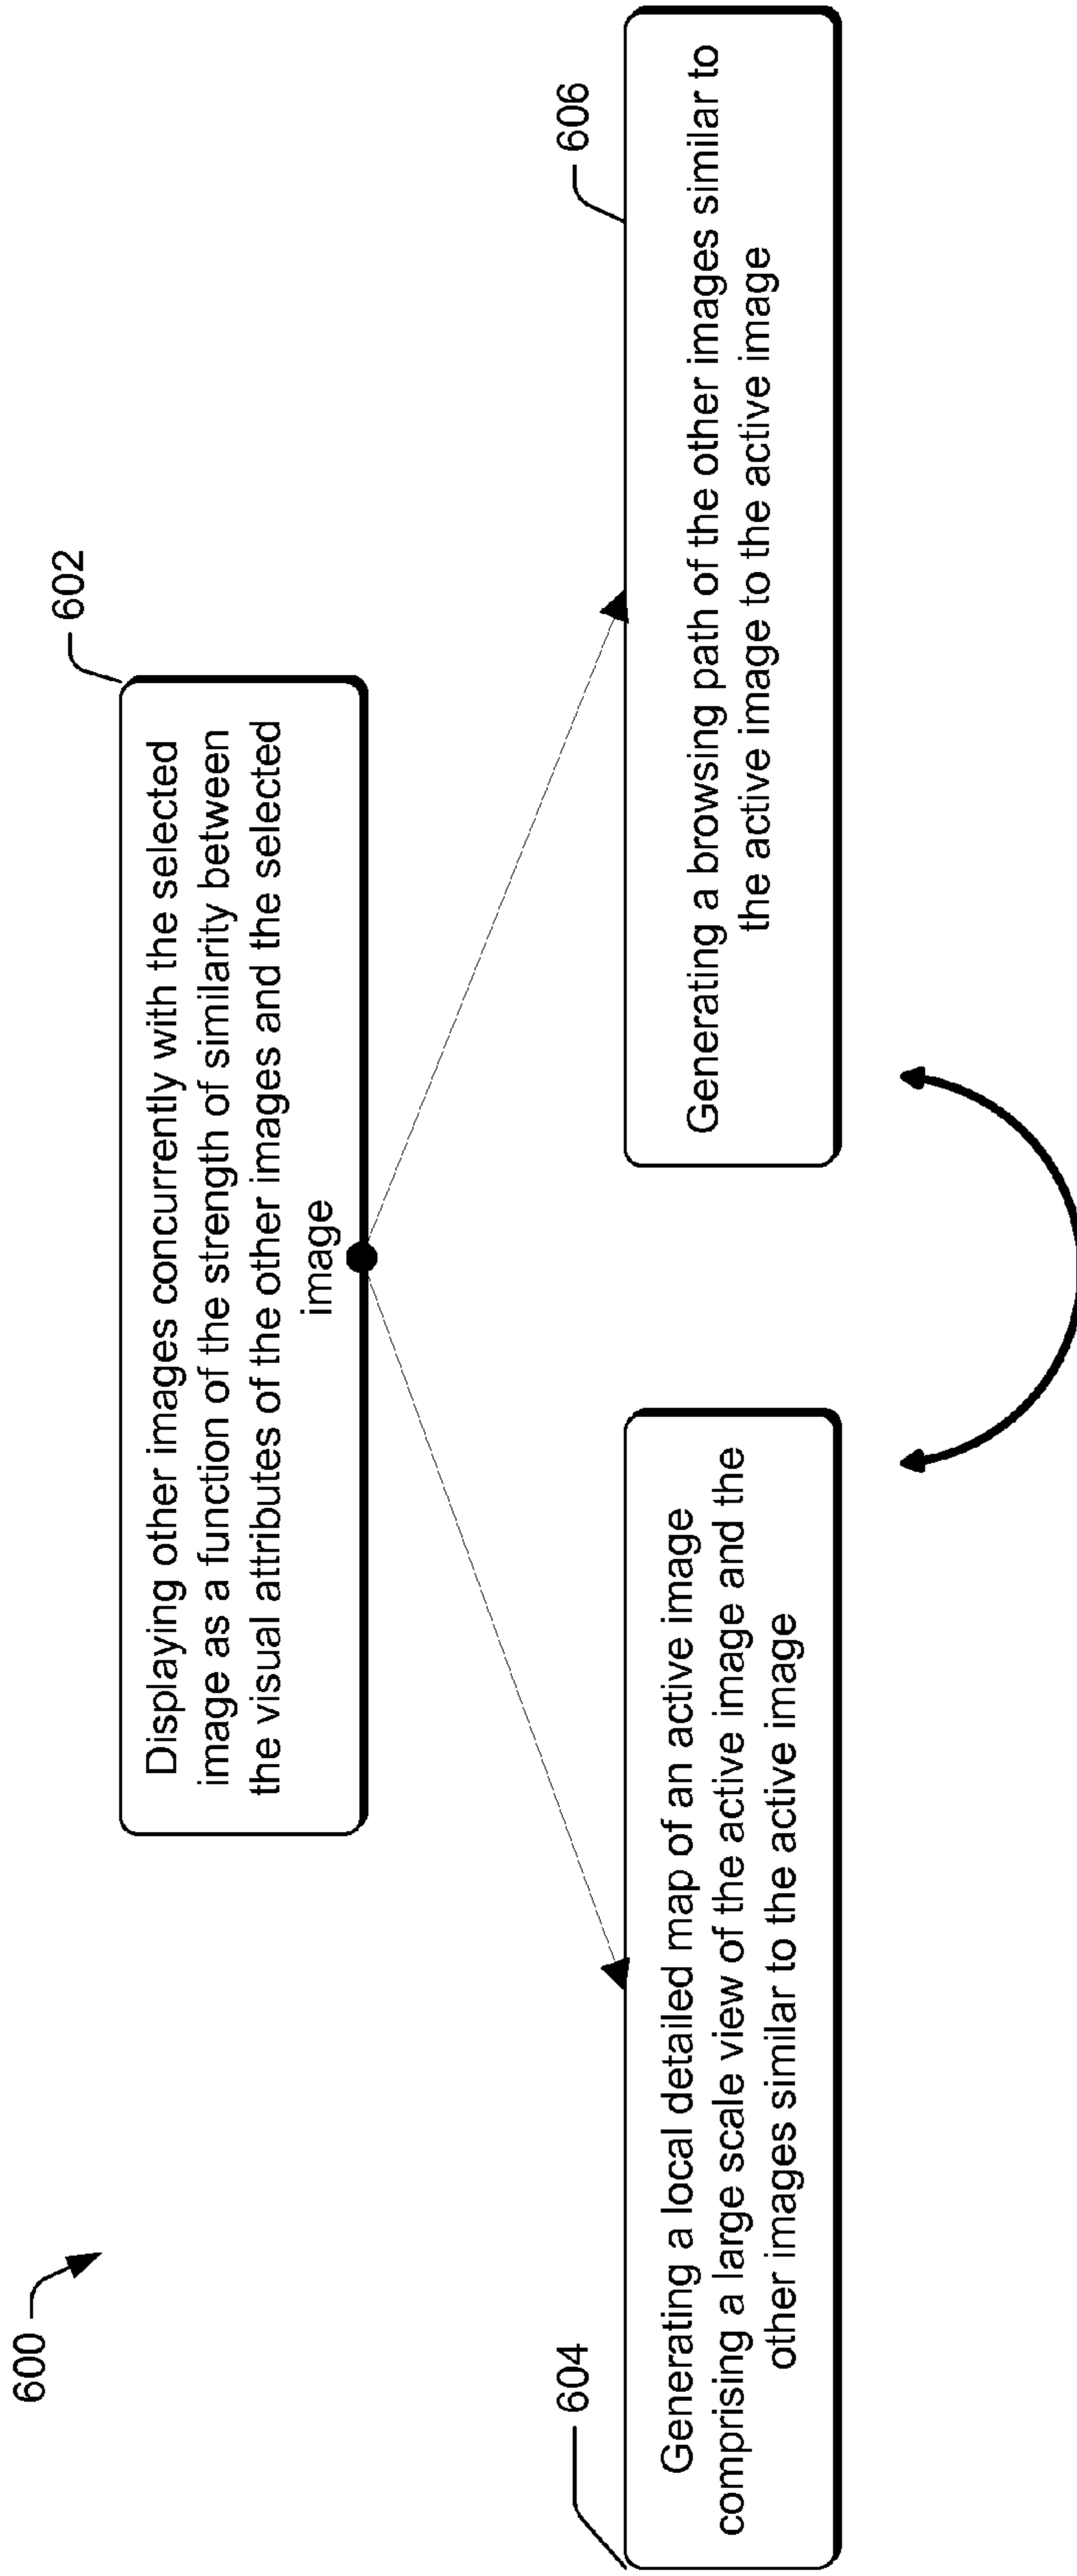 600
602
Displaying other images concurrently with the selected
image as a function of the strength of similarity between
the visual attributes of the other images and the selected
image
604
Generating a local detailed map of an active image
comprising a large scale view of the active image and the
other images similar to the active image
606
Generating a browsing path of the other images similar to
the active image to the active image